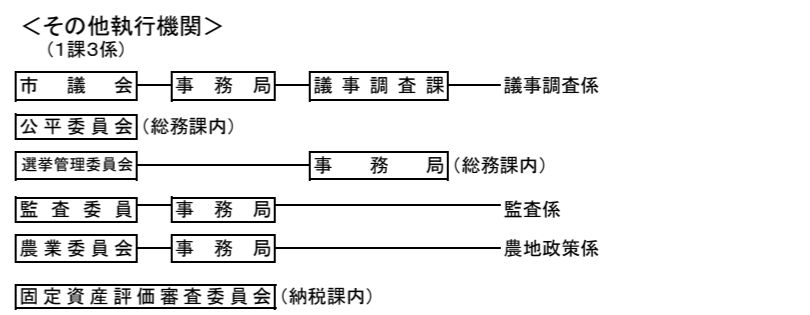 ＜その他執行機関＞
（１課３係）
市議会 事務局 議事調査課 議事調査係
公平委員会（総務課内）
選挙管理委員会 事務局（総務課内）
監査委員 事務局 監査係
農業委員会 事務局 農地政策係
固定資産評価審査委員会（納税課内）